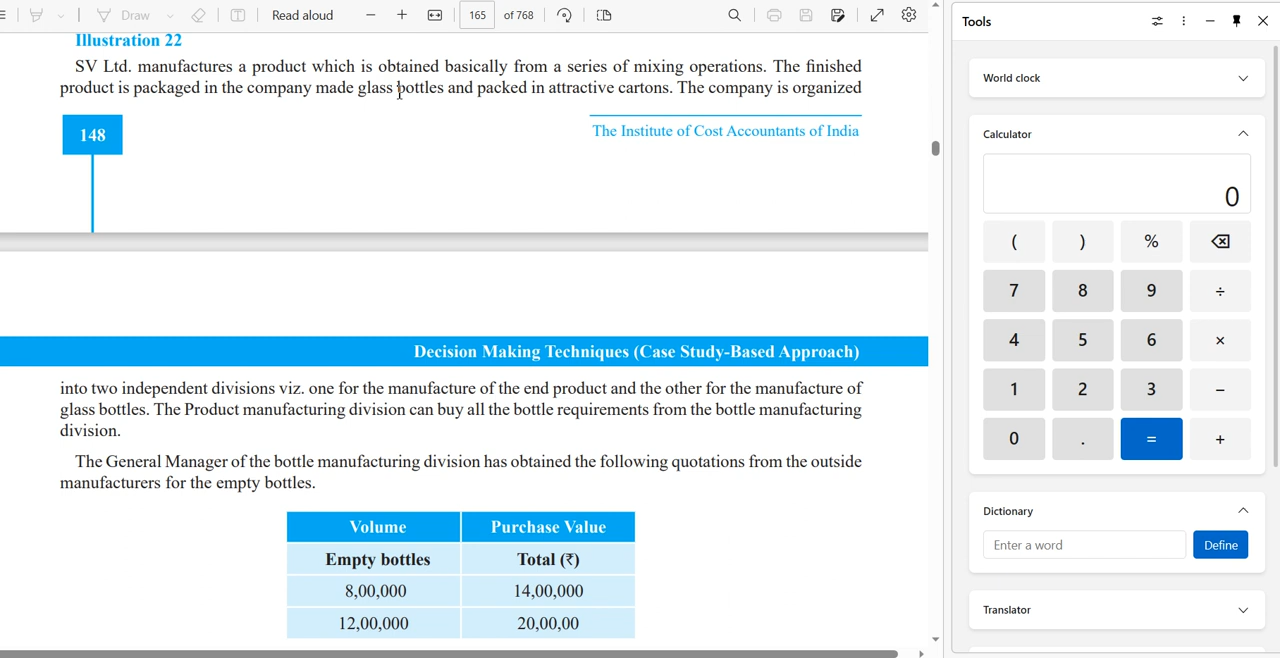 Draw
Read aloud
165
of 768
Illustration 22
SV Ltd. manufactures a product which is obtained basically from a series of mixing operations. The finished
product is packaged in the company made glass bottles and packed in attractive cartons. The company is organized
148
The Institute of Cost Accountants of India
Decision Making Techniques (Case Study-Based Approach)
into two independent divisions viz. one for the manufacture of the end product and the other for the manufacture of
glass bottles. The Product manufacturing division can buy all the bottle requirements from the bottle manufacturing
division.
The General Manager of the bottle manufacturing division has obtained the following quotations from the outside
manufacturers for the empty bottles.
Volume Purchase Value
Empty bottles Total (₹)
8,00,000 14,00,000
12,00,000 20,00,00
Tools
World clock
Calculator
0
( ) %
7 8 9 ÷
4 5 6 ×
1 2 3 −
0 . = +
Dictionary
Enter a word
Define
Translator